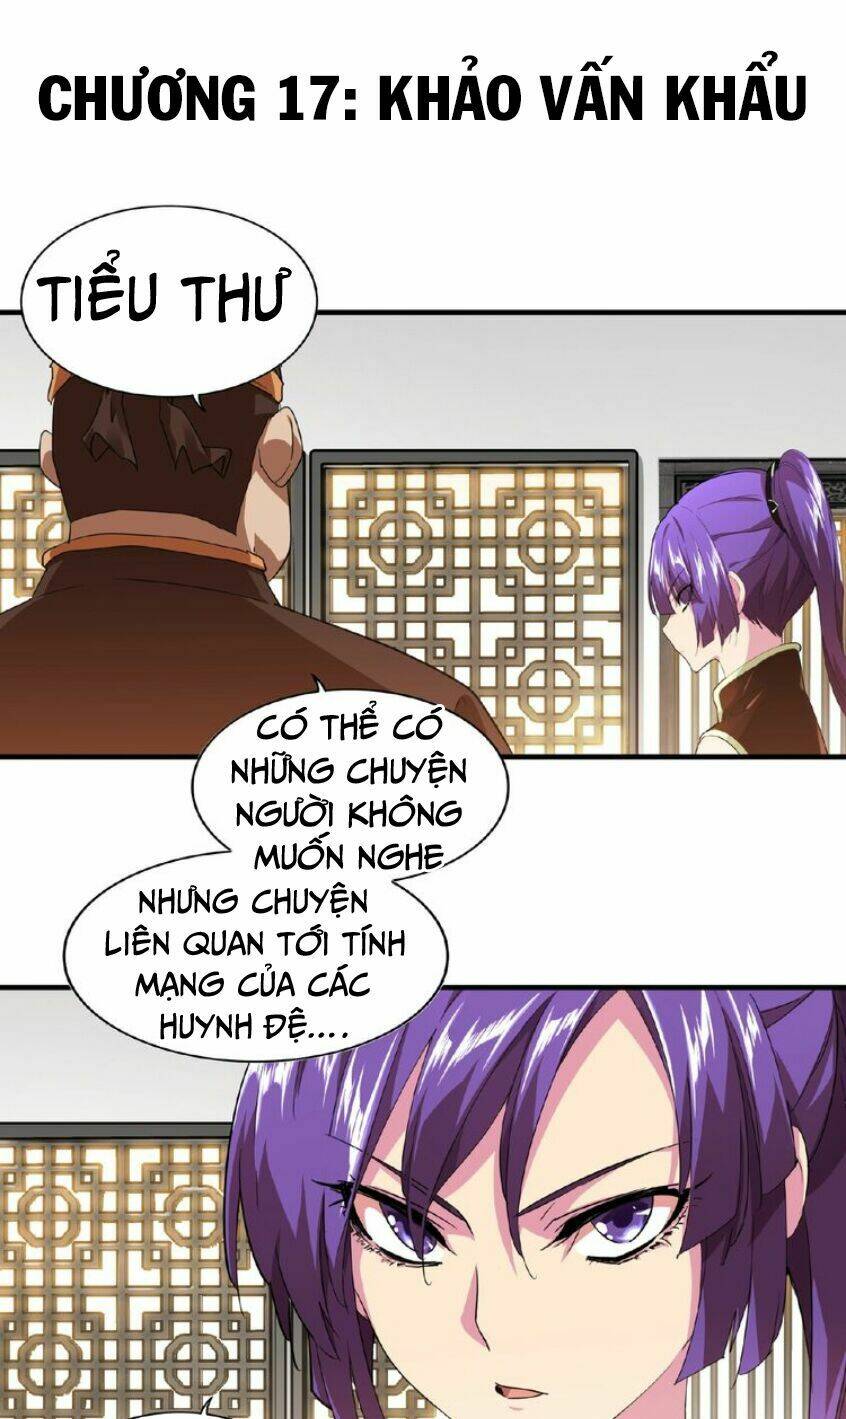 CHƯƠNG 17: KHẢO VẤN KHẨU
TIỂU THƯ
CÓ THỂ CÓ
NHỮNG CHUYỆN
NGƯỜI KHÔNG
MUỐN NGHE
NHƯNG CHUYỆN
LIÊN QUAN TỚI TÍNH
MẠNG CỦA CÁC
HUYNH ĐỆ....